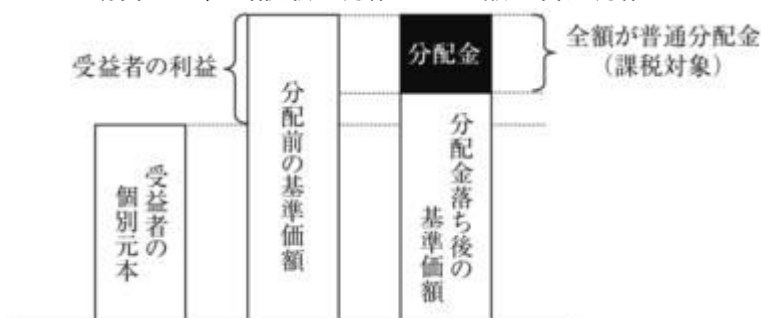 受益者の利益
分配金
全額が普通分配金
(課税対象)
受益者の
個別元本
分配前の基準価額
分配金落ち後の
基準価額